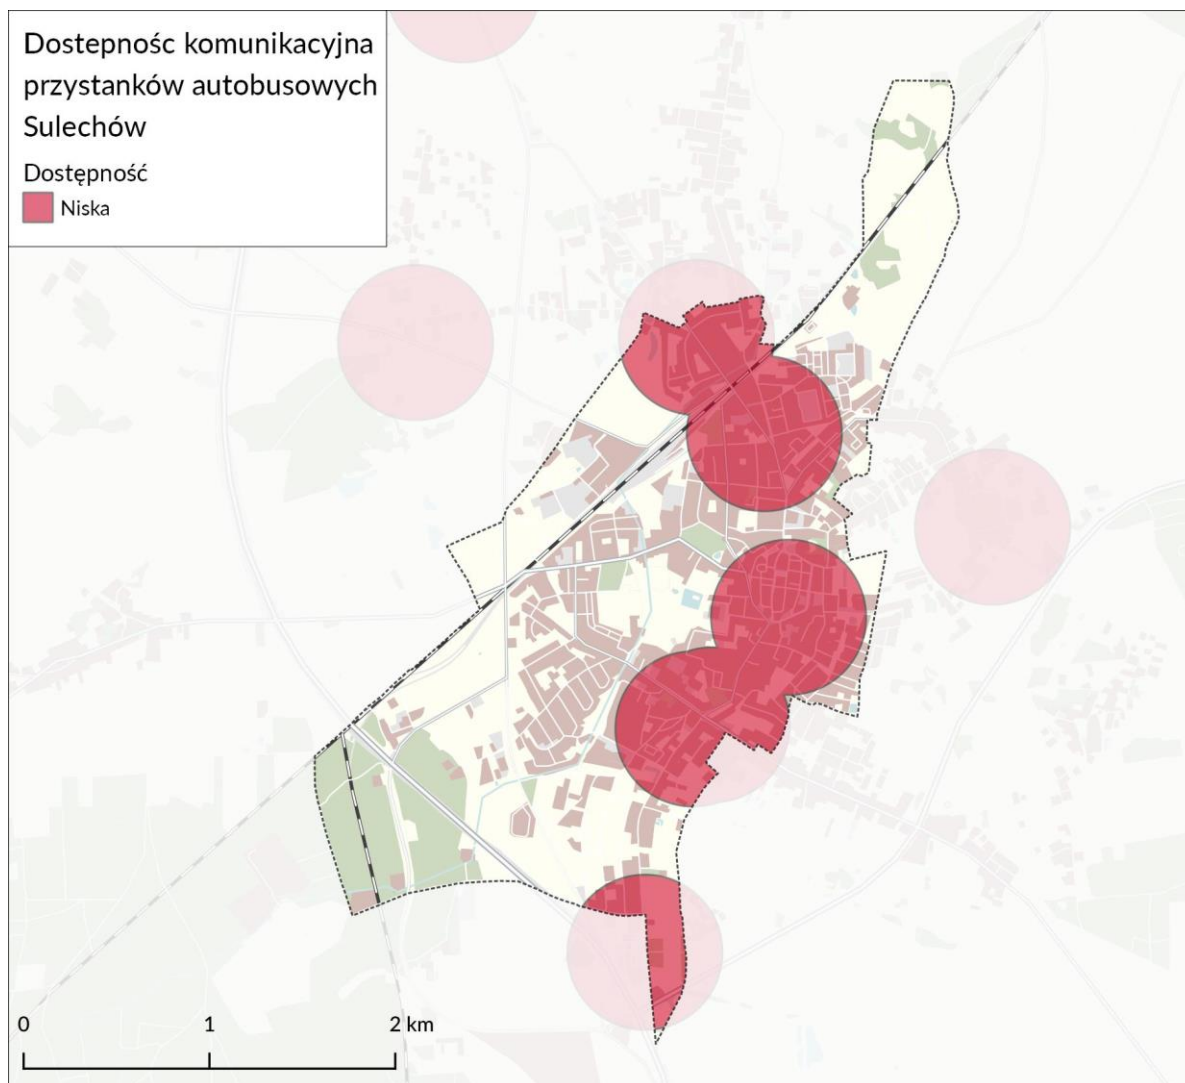 Dostepnośc komunikacyjna
przystanków autobusowych
Sulechów
Dostępność
Niska
0 1 2 km